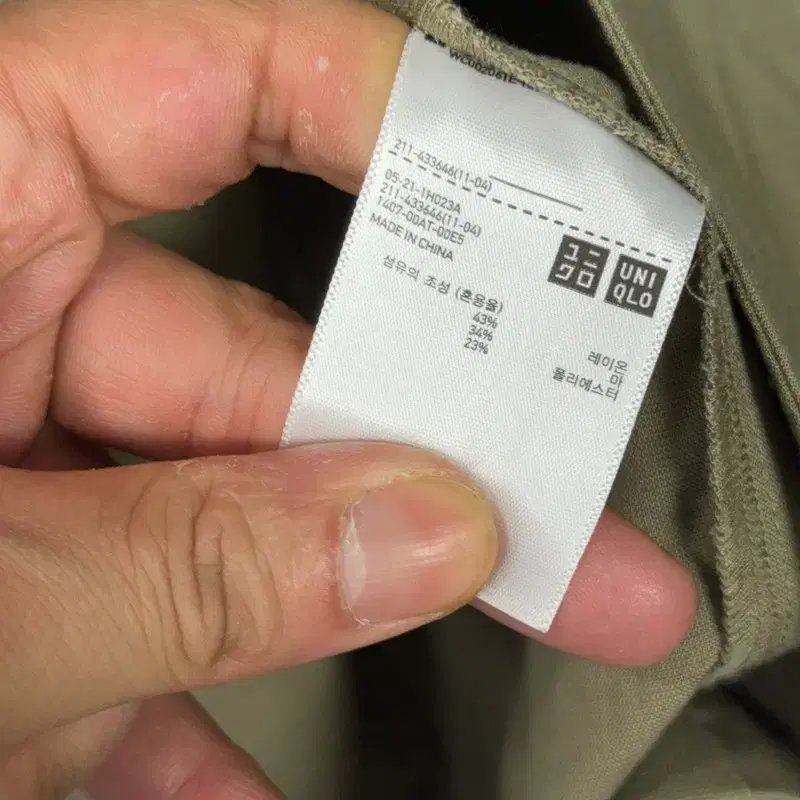 211-433646(11-04)
05-21-1H023A
211-433646(11-04)
1407-00AT-00E5
MADE IN CHINA
ユニ
クロ
UNI
QLO
섬유의 조성 (혼용율)
43%
34%
23%
레이온
마
폴리에스터